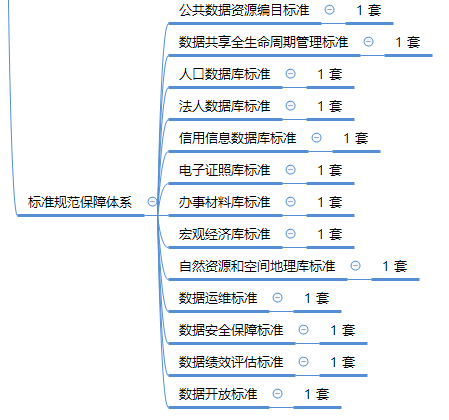 公共数据资源编目标准 1 套
数据共享全生命周期管理标准 1 套
人口数据库标准 1 套
法人数据库标准 1 套
信用信息数据库标准 1 套
电子证照库标准 1 套
标准规范保障体系
办事材料库标准 1 套
宏观经济库标准 1 套
自然资源和空间地理库标准 1 套
数据运维标准 1 套
数据安全保障标准 1 套
数据绩效评估标准 1 套
数据开放标准 1 套